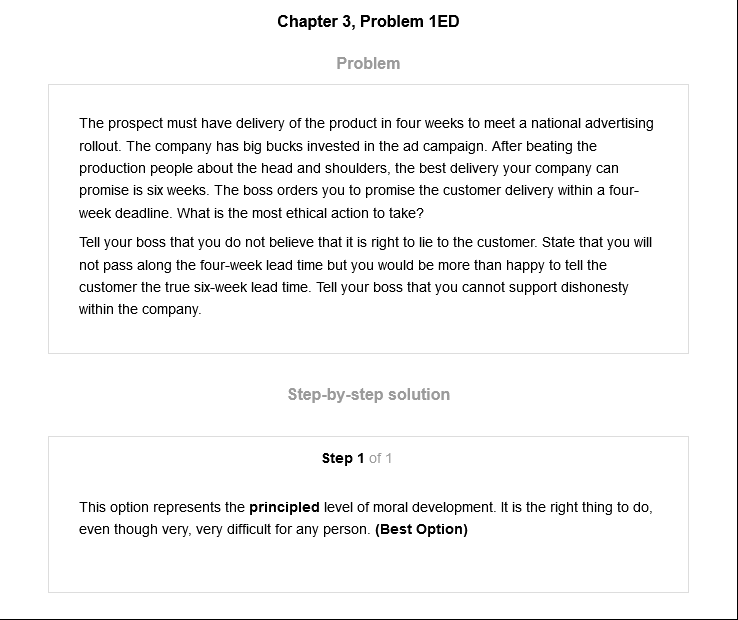 Chapter 3, Problem 1ED
Problem
The prospect must have delivery of the product in four weeks to meet a national advertising
rollout. The company has big bucks invested in the ad campaign. After beating the
production people about the head and shoulders, the best delivery your company can
promise is six weeks. The boss orders you to promise the customer delivery within a four-
week deadline. What is the most ethical action to take?
Tell your boss that you do not believe that it is right to lie to the customer. State that you will
not pass along the four-week lead time but you would be more than happy to tell the
customer the true six-week lead time. Tell your boss that you cannot support dishonesty
within the company.
Step-by-step solution
Step 1 of 1
This option represents the principled level of moral development. It is the right thing to do,
even though very, very difficult for any person. (Best Option)